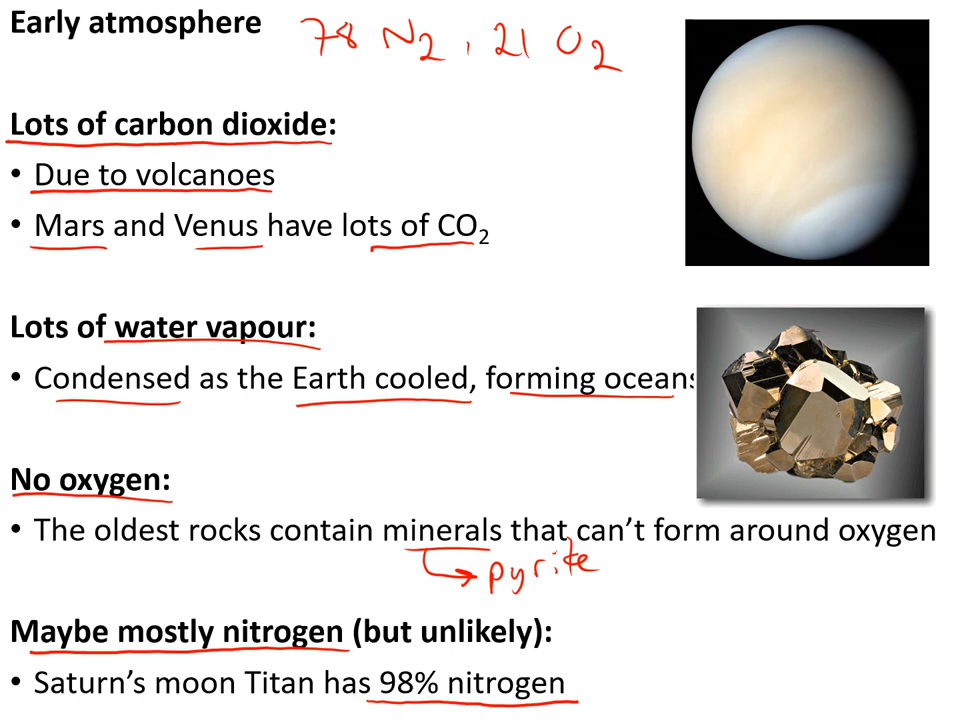 Early atmosphere
78 N2, 21 O2
Lots of carbon dioxide:
• Due to volcanoes
• Mars and Venus have lots of CO₂
Lots of water vapour:
• Condensed as the Earth cooled, forming oceans
No oxygen:
• The oldest rocks contain minerals that can’t form around oxygen
pyrite
Maybe mostly nitrogen (but unlikely):
• Saturn’s moon Titan has 98% nitrogen